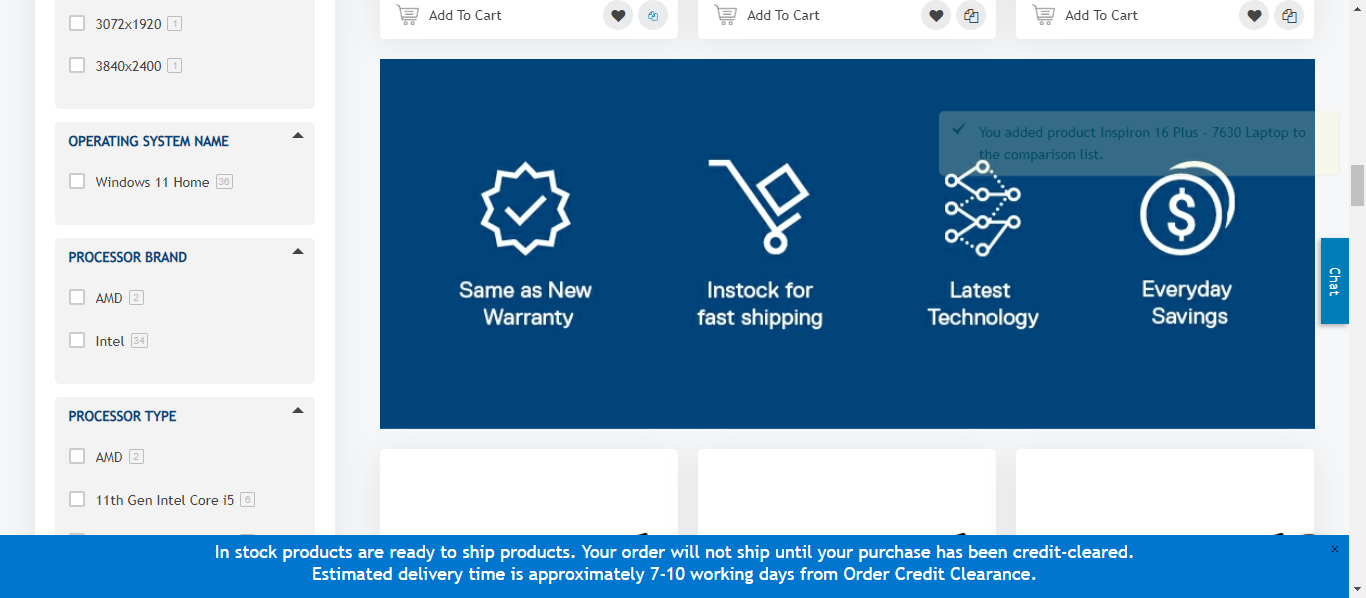 3072x1920 1
3840x2400 1
OPERATING SYSTEM NAME
Windows 11 Home 36
PROCESSOR BRAND
AMD 2
Intel 34
PROCESSOR TYPE
AMD 2
11th Gen Intel Core i5 6
Add To Cart
Add To Cart
Add To Cart
You added product Inspiron 16 Plus - 7630 Laptop to
the comparison list.
Same as New
Warranty
Instock for
fast shipping
Latest
Technology
$
Everyday
Savings
Chat
In stock products are ready to ship products. Your order will not ship until your purchase has been credit-cleared.
Estimated delivery time is approximately 7-10 working days from Order Credit Clearance.